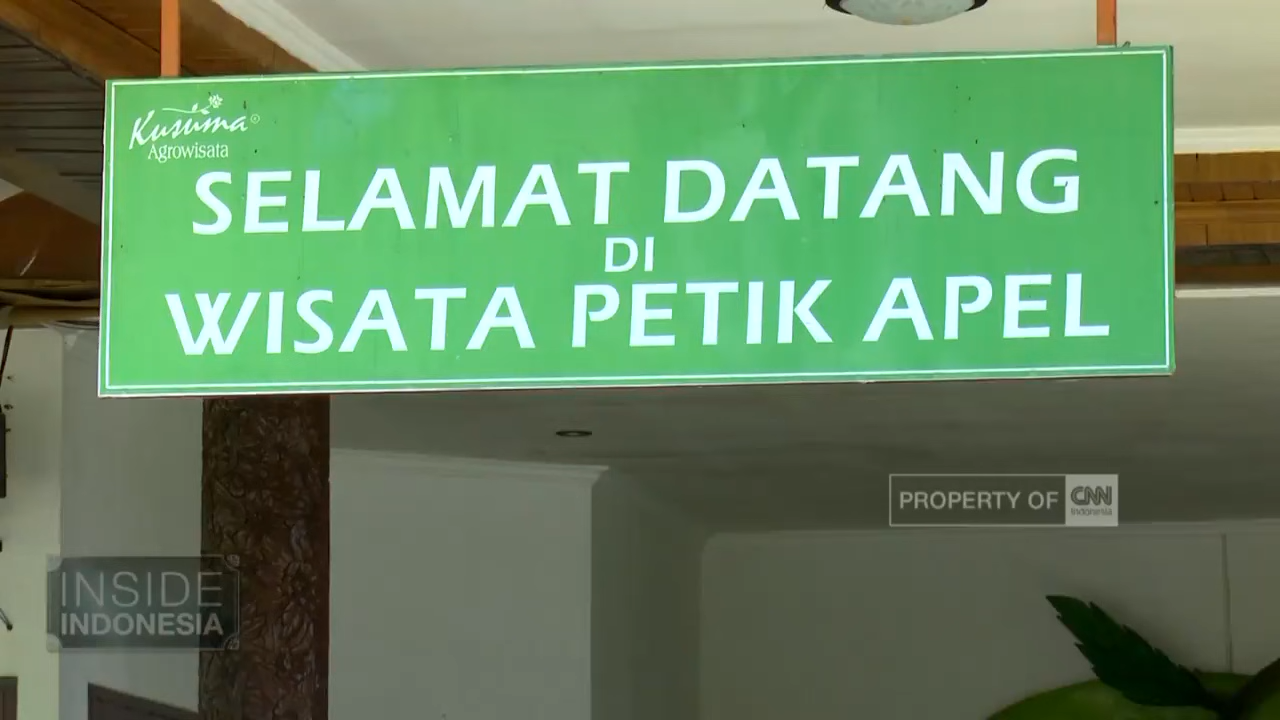 Kusuma
Agrowisata
SELAMAT DATANG
DI
WISATA PETIK APEL
PROPERTY OF CNN Indonesia
INSIDE
INDONESIA